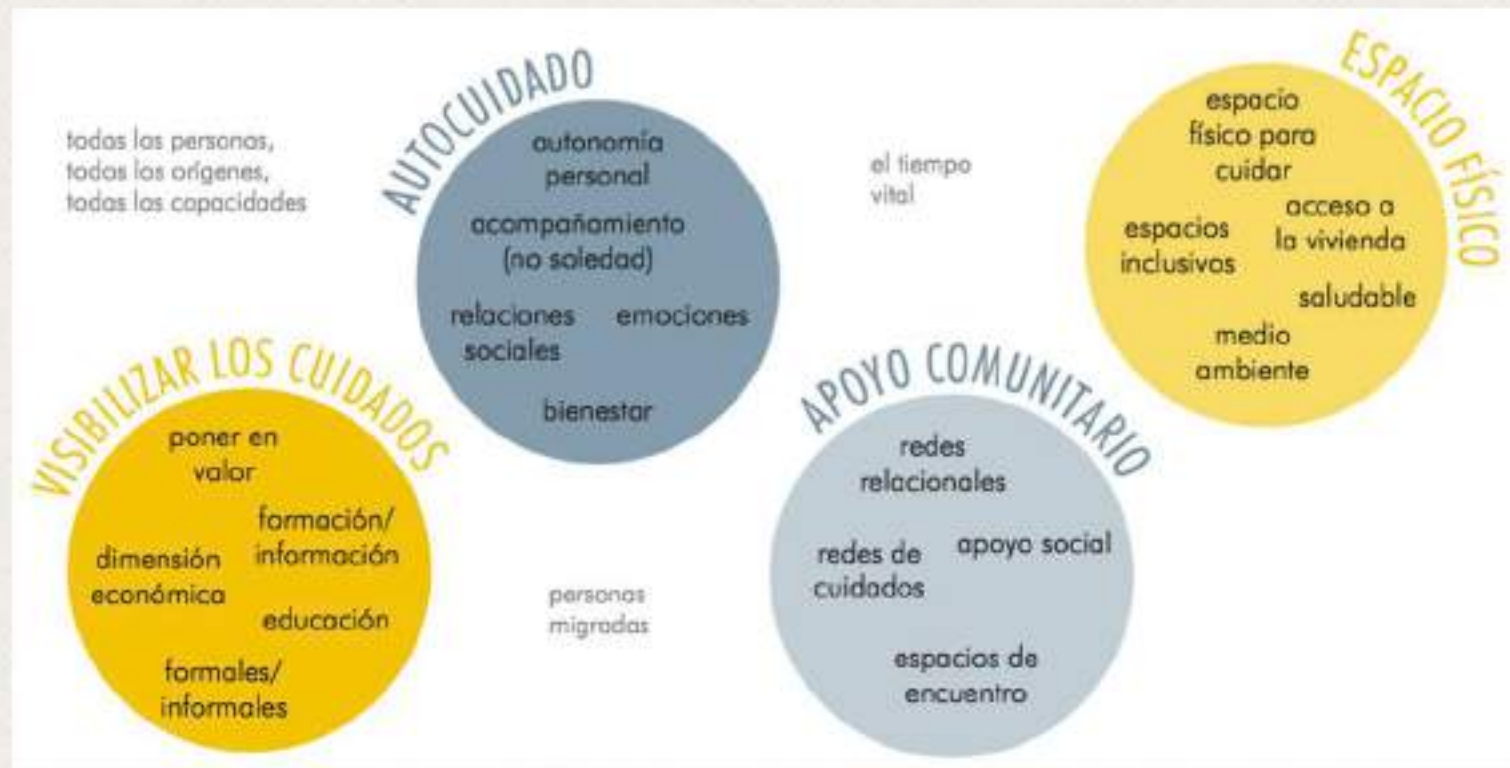 todas las personas,
todos los orígenes,
todas las capacidades
AUTOCUIDADO
autonomía
personal
acompañamiento
(no soledad)
relaciones
sociales
emociones
bienestar
el tiempo
vital
ESPACIO FÍSICO
espacio
físico para
cuidar
espacios
inclusivos
acceso a
la vivienda
saludable
medio
ambiente
VISIBILIZAR LOS CUIDADOS
poner en
valor
formación/
información
dimensión
económica
educación
formales/
informales
personas
migradas
APOYO COMUNITARIO
redes
relacionales
redes de
cuidados
apoyo social
espacios de
encuentro